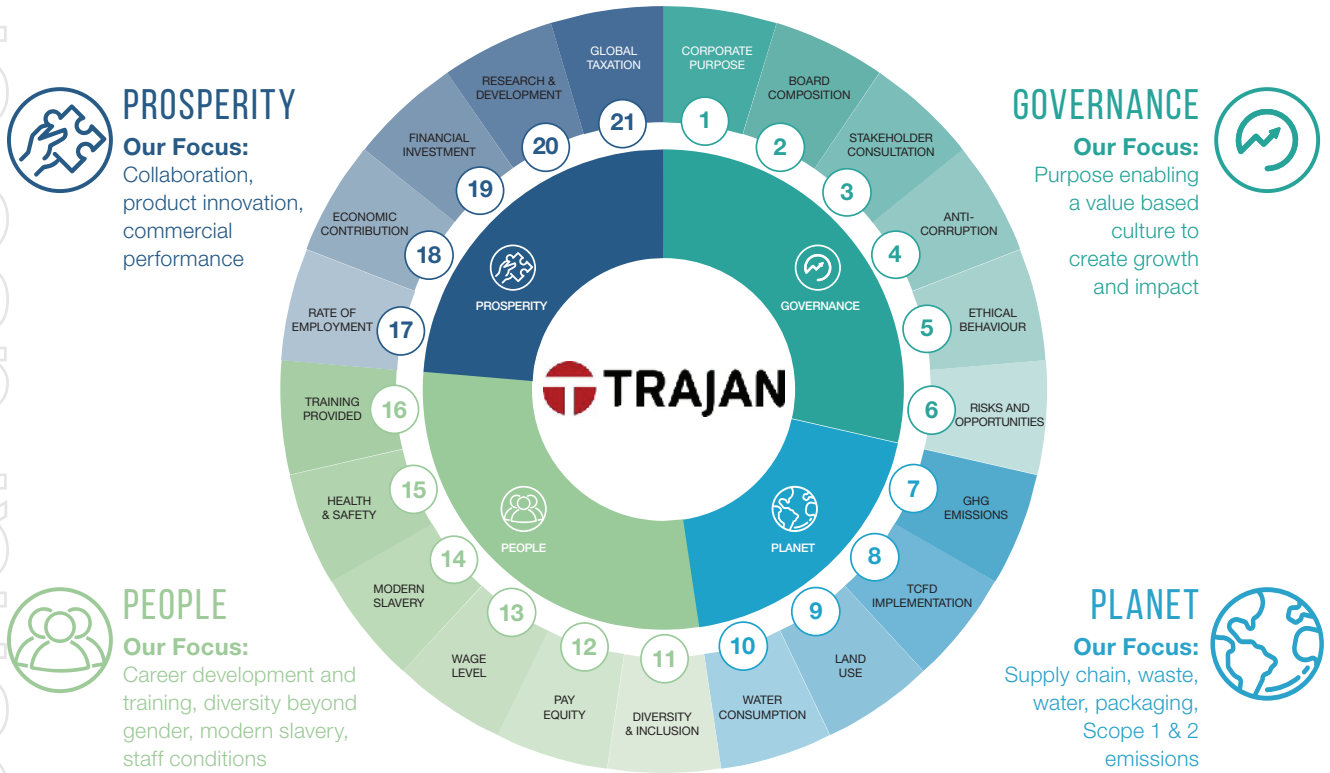 PROSPERITY
Our Focus:
Collaboration,
product innovation,
commercial
performance
GOVERNANCE
Our Focus:
Purpose enabling
a value based
culture to
create growth
and impact
PEOPLE
Our Focus:
Career development and
training, diversity beyond
gender, modern slavery,
staff conditions
PLANET
Our Focus:
Supply chain, waste,
water, packaging,
Scope 1 & 2
emissions
CORPORATE
PURPOSE
1
BOARD
COMPOSITION
2
STAKEHOLDER
CONSULTATION
3
ANTI-
CORRUPTION
4
ETHICAL
BEHAVIOUR
5
RISKS AND
OPPORTUNITIES
6
GHG
EMISSIONS
7
TCFD
IMPLEMENTATION
8
LAND
USE
9
WATER
CONSUMPTION
10
DIVERSITY
& INCLUSION
11
PAY
EQUITY
12
WAGE
LEVEL
13
MODERN
SLAVERY
14
HEALTH
& SAFETY
15
TRAINING
PROVIDED
16
RATE OF
EMPLOYMENT
17
ECONOMIC
CONTRIBUTION
18
FINANCIAL
INVESTMENT
19
RESEARCH &
DEVELOPMENT
20
GLOBAL
TAXATION
21
PROSPERITY
GOVERNANCE
PEOPLE
PLANET
TRAJAN